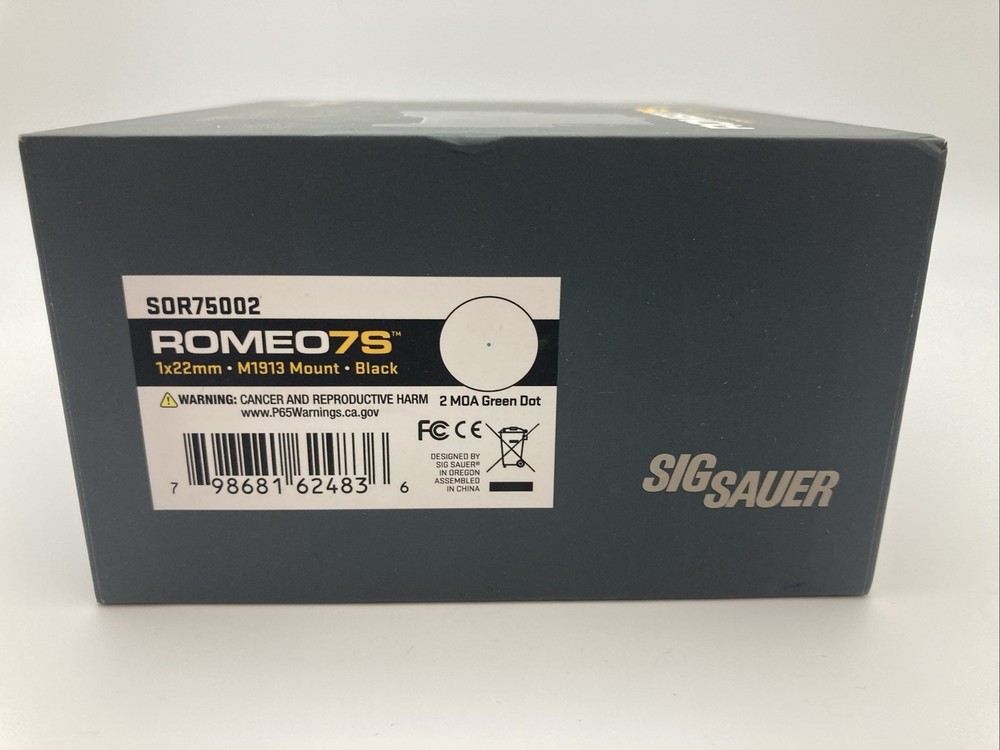 SOR75002
ROMEO7S™
1x22mm • M1913 Mount • Black
WARNING: CANCER AND REPRODUCTIVE HARM
www.P65Warnings.ca.gov
2 MOA Green Dot
FC CE
DESIGNED BY
SIG SAUER®
IN OREGON
ASSEMBLED
IN CHINA
7 98681 62483 6
SIG SAUER